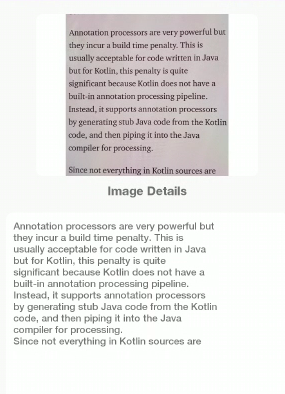 Annotation processors are very powerful but
they incur a build time penalty. This is
usually acceptable for code written in Java
but for Kotlin, this penalty is quite
significant because Kotlin does not have a
built-in annotation processing pipeline.
Instead, it supports annotation processors
by generating stub Java code from the Kotlin
code, and then piping it into the Java
compiler for processing.
Since not everything in Kotlin sources are
Image Details
Annotation processors are very powerful but
they incur a build time penalty. This is
usually acceptable for code written in Java
but for Kotlin, this penalty is quite
significant because Kotlin does not have a
built-in annotation processing pipeline.
Instead, it supports annotation processors
by generating stub Java code from the Kotlin
code, and then piping it into the Java
compiler for processing.
Since not everything in Kotlin sources are